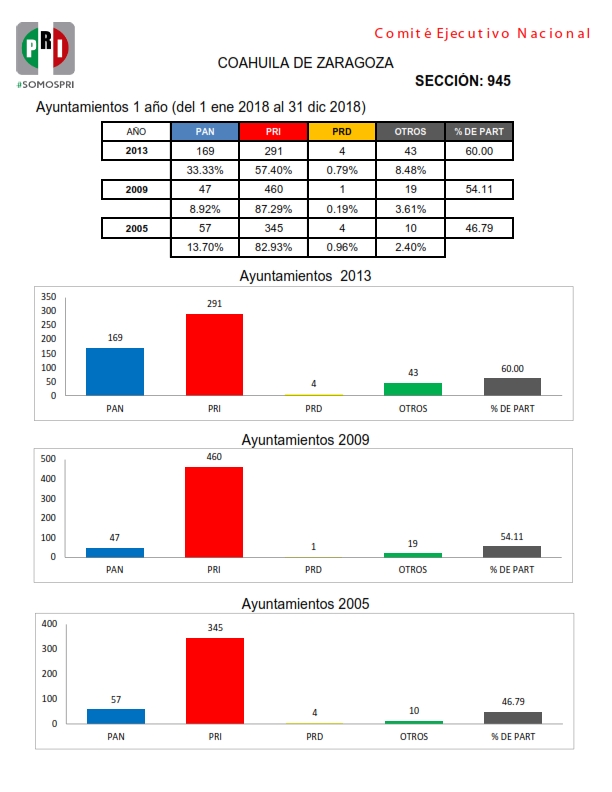 Comité Ejecutivo Nacional
PRI
#SOMOSPRI
COAHUILA DE ZARAGOZA
SECCIÓN: 945
Ayuntamientos 1 año (del 1 ene 2018 al 31 dic 2018)
AÑO PAN PRI PRD OTROS % DE PART
2013 169 291 4 43 60.00
33.33% 57.40% 0.79% 8.48%
2009 47 460 1 19 54.11
8.92% 87.29% 0.19% 3.61%
2005 57 345 4 10 46.79
13.70% 82.93% 0.96% 2.40%
Ayuntamientos 2013
350
300
250
200
150
100
50
0
169 291 4 43 60.00
PAN PRI PRD OTROS % DE PART
Ayuntamientos 2009
500
400
300
200
100
0
47 460 1 19 54.11
PAN PRI PRD OTROS % DE PART
Ayuntamientos 2005
400
300
200
100
0
57 345 4 10 46.79
PAN PRI PRD OTROS % DE PART